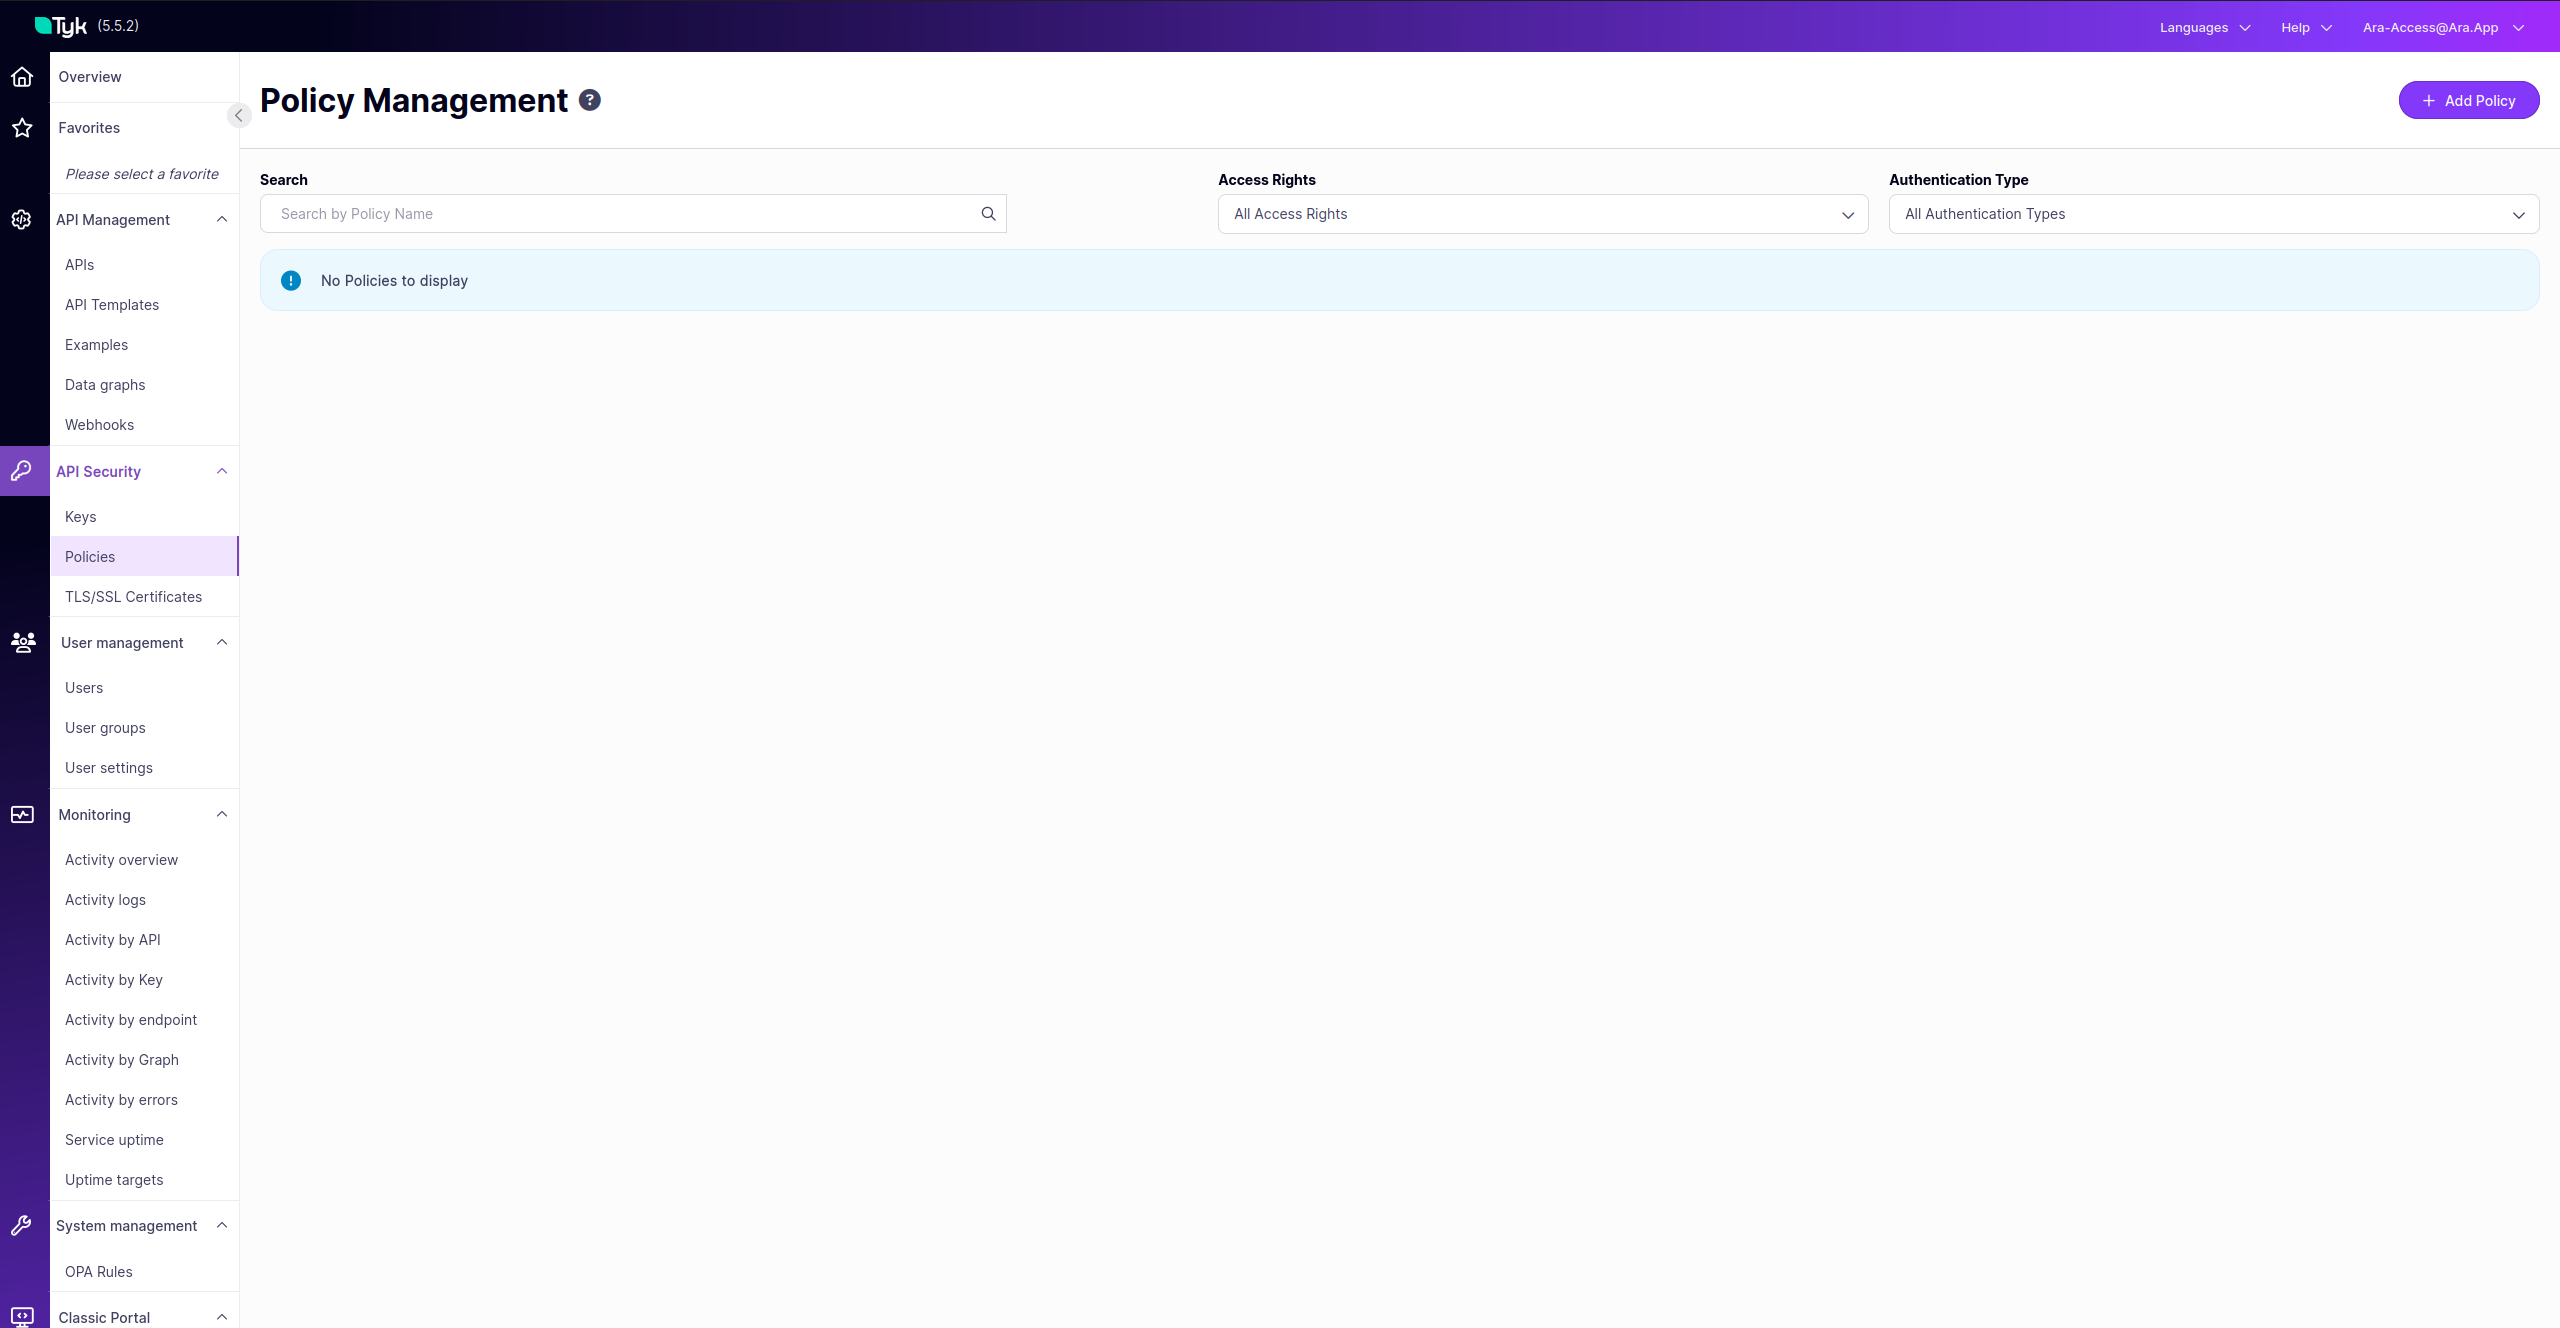 Tyk (5.5.2)
Languages
Help
Ara-Access@Ara.App
Overview
Favorites
Please select a favorite
API Management
APIs
API Templates
Examples
Data graphs
Webhooks
API Security
Keys
Policies
TLS/SSL Certificates
User management
Users
User groups
User settings
Monitoring
Activity overview
Activity logs
Activity by API
Activity by Key
Activity by endpoint
Activity by Graph
Activity by errors
Service uptime
Uptime targets
System management
OPA Rules
Classic Portal
Policy Management ?
+ Add Policy
Search
Search by Policy Name
Access Rights
All Access Rights
Authentication Type
All Authentication Types
No Policies to display